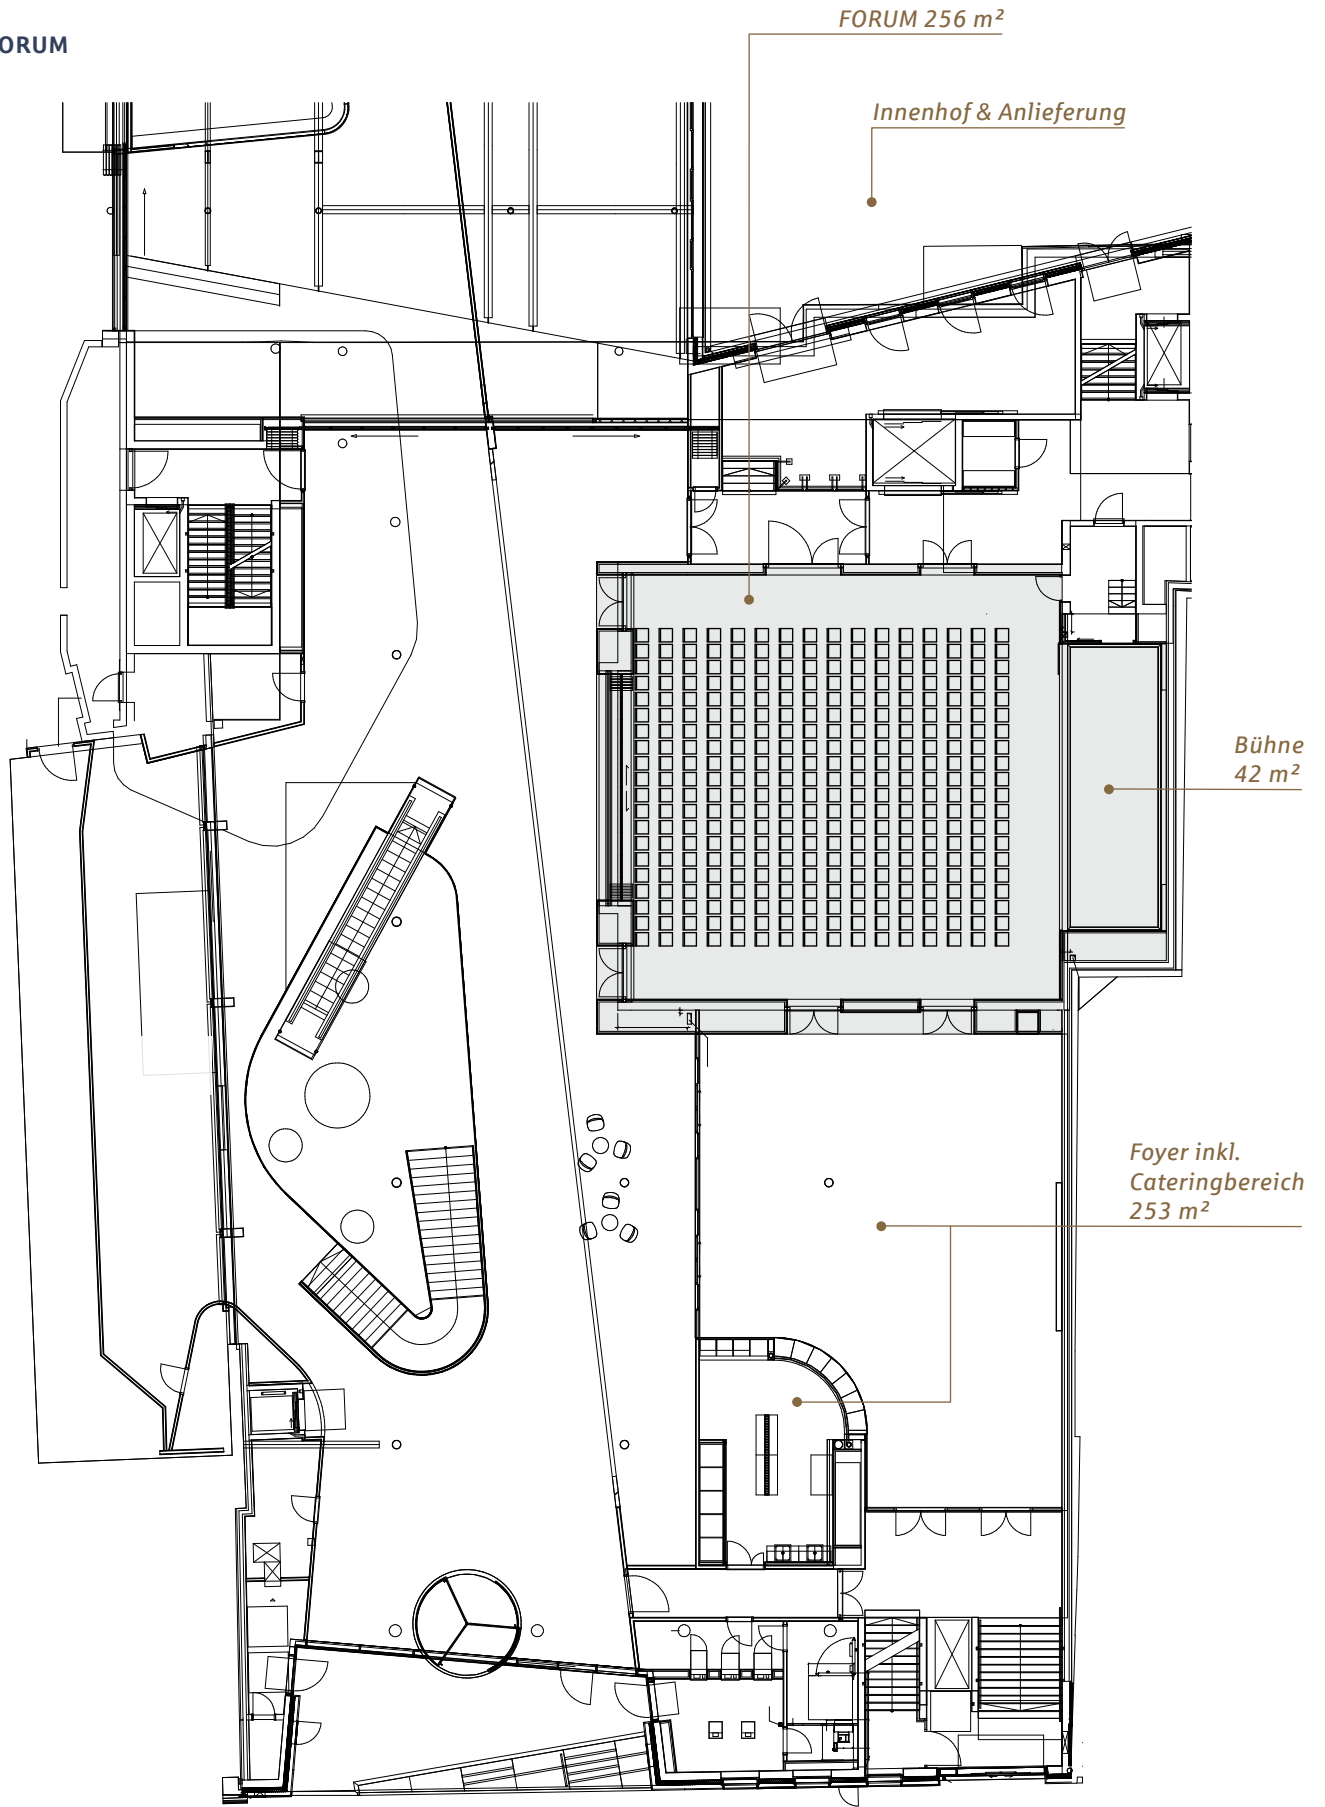 ORUM
FORUM 256 m²
Innenhof & Anlieferung
Bühne
42 m²
Foyer inkl.
Cateringbereich
253 m²